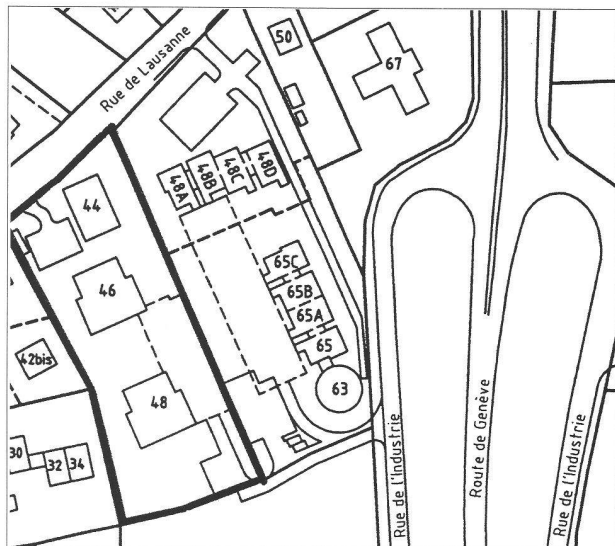 Rue de Lausanne
50
67
48A
48B
48C
48D
44
65C
46
65B
65A
42bis
65
48
63
30
32
34
Rue de l'Industrie
Route de Genève
Rue de l'Industrie